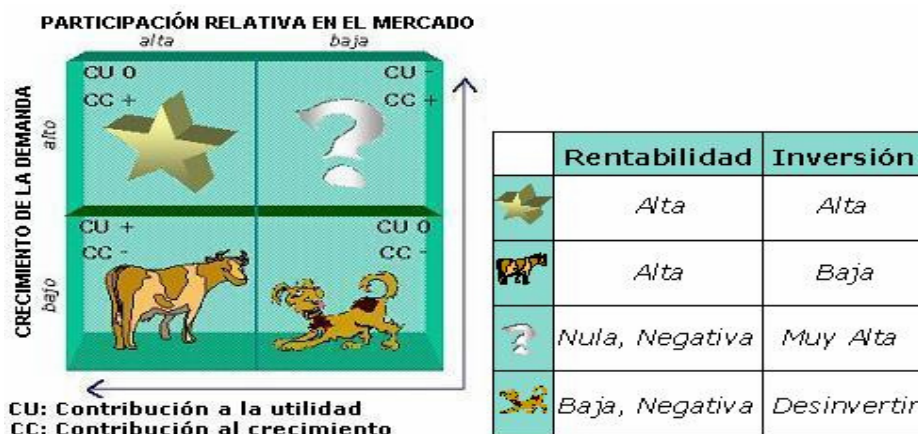 PARTICIPACIÓN RELATIVA EN EL MERCADO
alta baja
CRECIMIENTO DE LA DEMANDA
alto
bajo
CU 0
CC +
CU -
CC +
CU +
CC -
CU 0
CC -
CU: Contribución a la utilidad
CC: Contribución al crecimiento
Rentabilidad Inversión
Alta Alta
Alta Baja
Nula, Negativa Muy Alta
Baja, Negativa Desinvertir